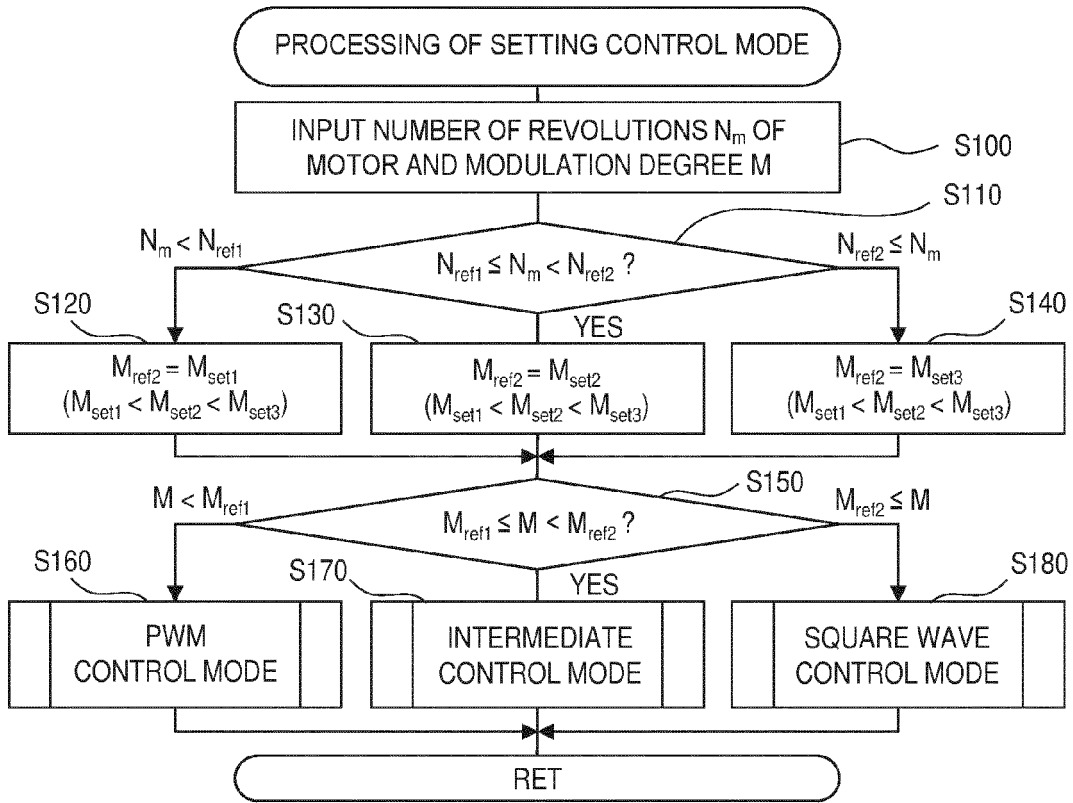 PROCESSING OF SETTING CONTROL MODE
INPUT NUMBER OF REVOLUTIONS Nm OF
MOTOR AND MODULATION DEGREE M
S100
S110
Nm < Nref1
Nref1 ≤ Nm < Nref2 ?
Nref2 ≤ Nm
S120
S130
YES
S140
Mref2 = Mset1
(Mset1 < Mset2 < Mset3)
Mref2 = Mset2
(Mset1 < Mset2 < Mset3)
Mref2 = Mset3
(Mset1 < Mset2 < Mset3)
S150
M < Mref1
Mref1 ≤ M < Mref2 ?
Mref2 ≤ M
S160
S170
YES
S180
PWM
CONTROL MODE
INTERMEDIATE
CONTROL MODE
SQUARE WAVE
CONTROL MODE
RET